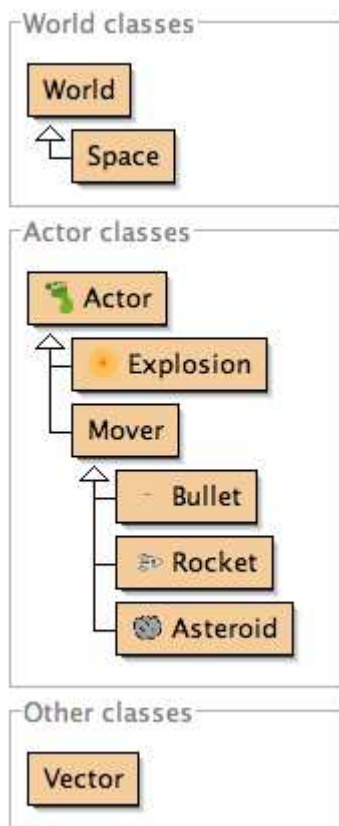 World classes
World
Space
Actor classes
Actor
Explosion
Mover
Bullet
Rocket
Asteroid
Other classes
Vector